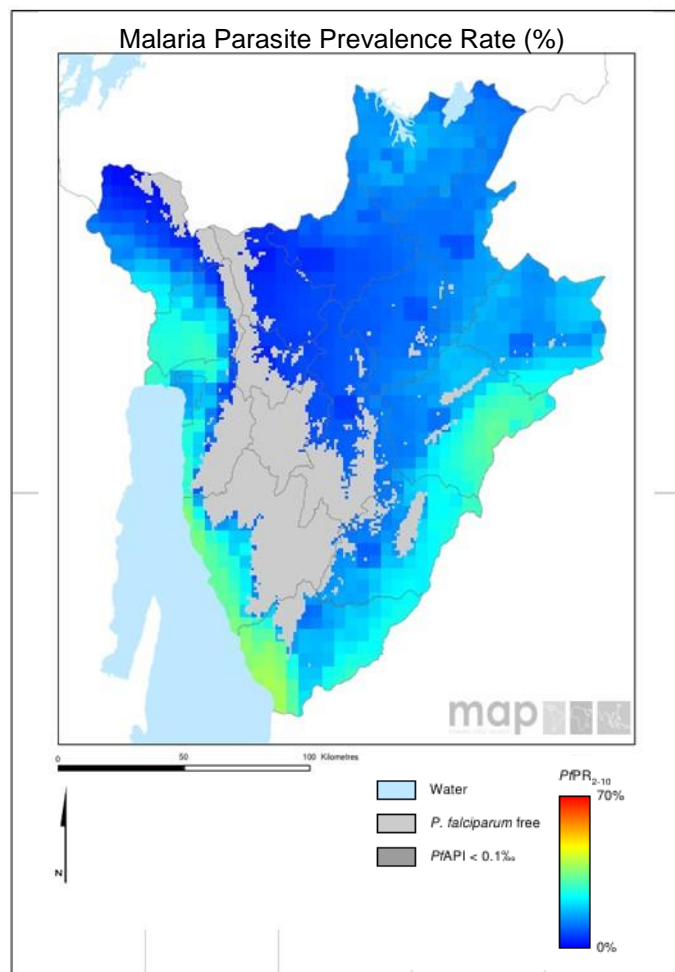 Malaria Parasite Prevalence Rate (%)
map
0 50 100 Kilometres
Water
P. falciparum free
PfAPI < 0.1‰
PfPR2-10
70%
0%
N